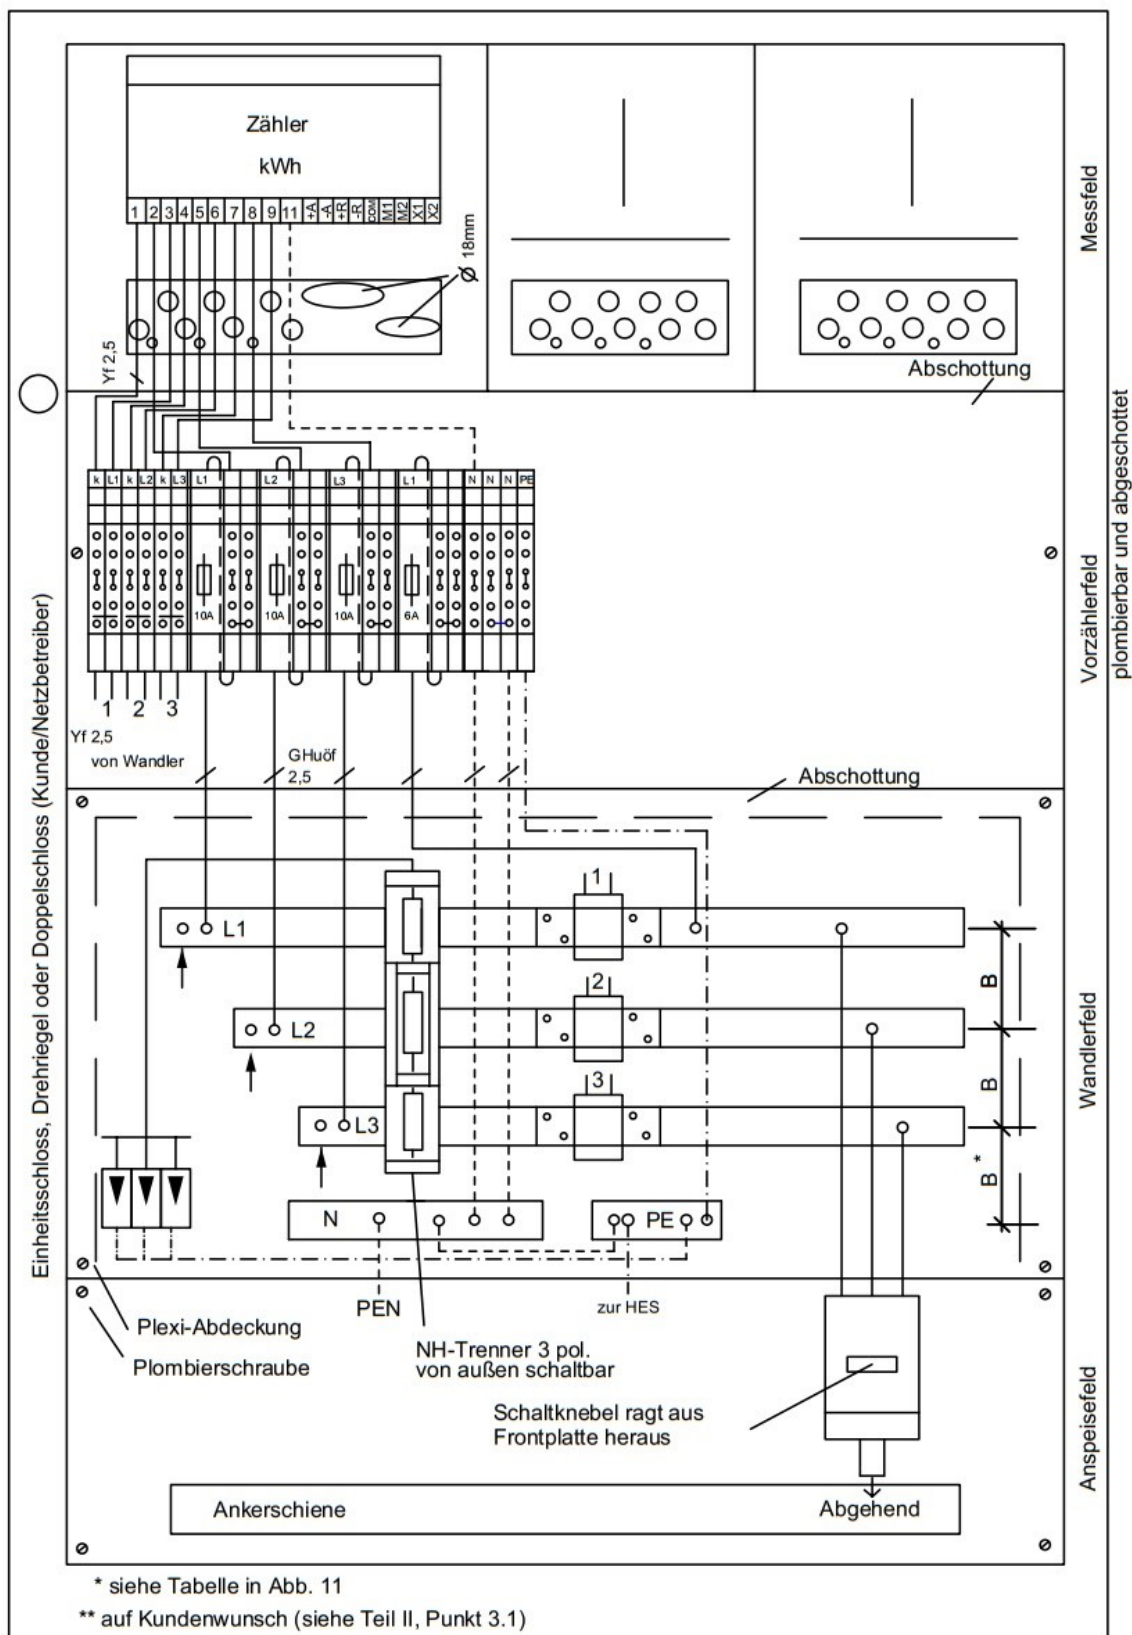 Zähler
kWh
1 2 3 4 5 6 7 8 9 11 +A -A +R -R COM M1 M2 X1 X2
Ø 18mm
Yf 2,5
Messfeld
Abschottung
k L1 k L2 k L3 L1 L2 L3 L1 N N N PE
10A 10A 10A 6A
1 2 3
Yf 2,5
von Wandler
GHuöf
2,5
Vorzählerfeld
plombierbar und abgeschottet
Einheitsschloss, Drehriegel oder Doppelschloss (Kunde/Netzbetreiber)
Abschottung
1
L1
2
L2
3
L3
B
B
B *
Wandlerfeld
N
PE
PEN
zur HES
Plexi-Abdeckung
Plombierschraube
NH-Trenner 3 pol.
von außen schaltbar
Schaltknebel ragt aus
Frontplatte heraus
Anspeisefeld
Ankerschiene
Abgehend
* siehe Tabelle in Abb. 11
** auf Kundenwunsch (siehe Teil II, Punkt 3.1)